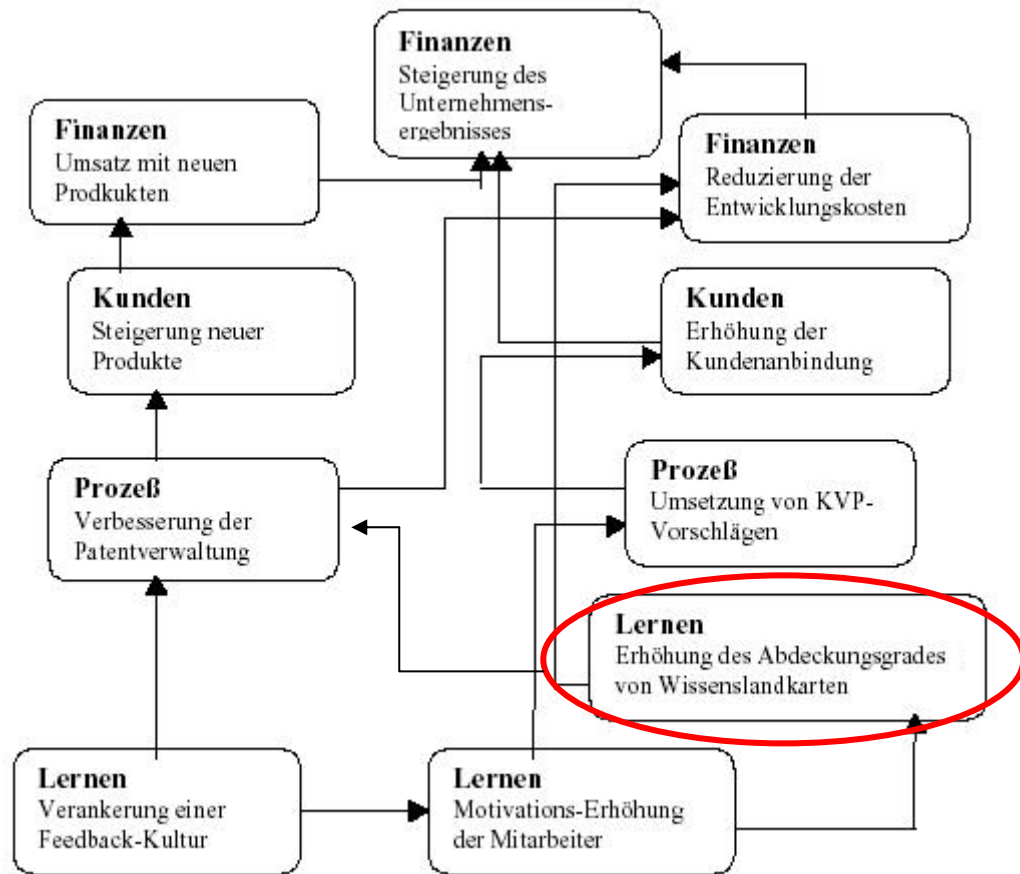 Finanzen
Steigerung des
Unternehmens-
ergebnisses
Finanzen
Umsatz mit neuen
Prodkukten
Finanzen
Reduzierung der
Entwicklungskosten
Kunden
Steigerung neuer
Produkte
Kunden
Erhöhung der
Kundenanbindung
Prozeß
Verbesserung der
Patentverwaltung
Prozeß
Umsetzung von KVP-
Vorschlägen
Lernen
Erhöhung des Abdeckungsgrades
von Wissenslandkarten
Lernen
Verankerung einer
Feedback-Kultur
Lernen
Motivations-Erhöhung
der Mitarbeiter